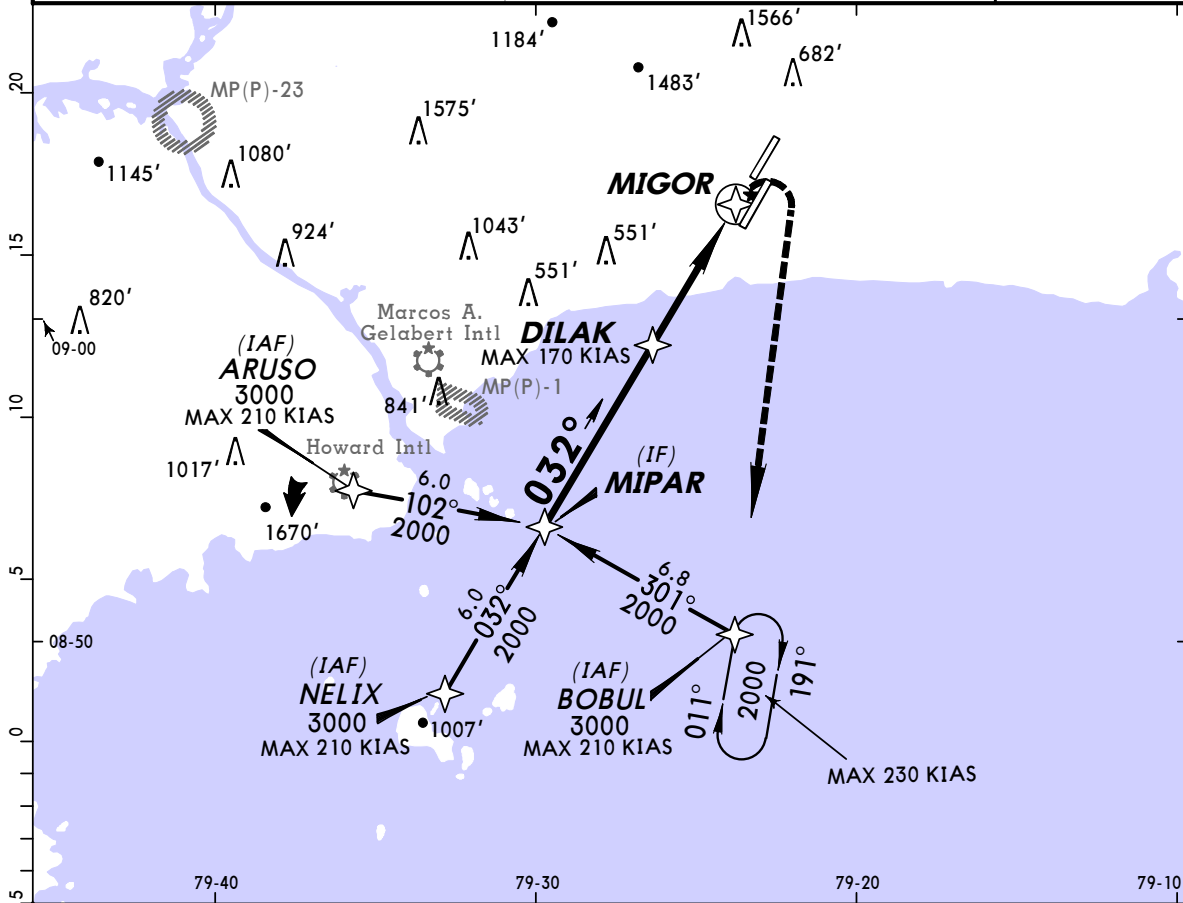 1566'
1184'
682'
1483'
20
MP(P)-23
1575'
1145'
1080'
MIGOR
924'
1043'
551'
15
551'
820'
Marcos A.
Gelabert Intl
09-00
DILAK
MAX 170 KIAS
(IAF)
ARUSO
3000
MAX 210 KIAS
MP(P)-1
841'
10
Howard Intl
1017'
032°
(IF)
MIPAR
6.0
102°
2000
1670'
5
6.8
301°
2000
6.0
032°
2000
08-50
(IAF)
NELIX
3000
MAX 210 KIAS
1007'
(IAF)
BOBUL
3000
MAX 210 KIAS
011°
2000
191°
MAX 230 KIAS
0
5
79-40
79-30
79-20
79-10